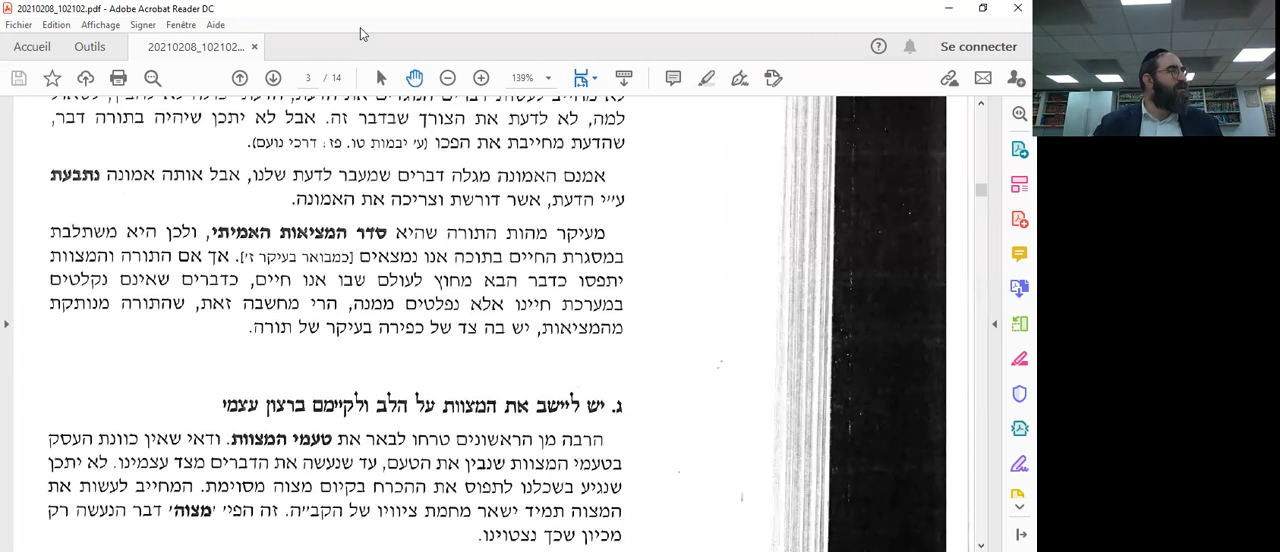 20210208_102102.pdf - Adobe Acrobat Reader DC
Fichier Edition Affichage Signer Fenêtre Aide
Accueil Outils 20210208_102102... × Se connecter
3 / 14 139%
למה, לא לדעת את הצורך שבדבר זה. אבל לא יתכן שיהיה בתורה דבר,
שהדעת מחייבת את הפכו (ע׳ יבמות טו. פז: דרכי נועם).
אמנם האמונה מגלה דברים שמעבר לדעת שלנו, אבל אותה אמונה נתבעת
ע״י הדעת, אשר דורשת וצריכה את האמונה.
מעיקר מהות התורה שהיא סדר המציאות האמיתי, ולכן היא משתלבת
במסגרת החיים בתוכה אנו נמצאים [כמבואר בעיקר ז׳]. אך אם התורה והמצוות
יתפסו כדבר הבא מחוץ לעולם שבו אנו חיים, כדברים שאינם נקלטים
במערכת חיינו אלא נפלטים ממנה, הרי מחשבה זאת, שהתורה מנותקת
מהמציאות, יש בה צד של כפירה בעיקר של תורה.
ג. יש ליישב את המצוות על הלב ולקיימם ברצון עצמי
הרבה מן הראשונים טרחו לבאר את טעמי המצוות. ודאי שאין כוונת העסק
בטעמי המצוות שנבין את הטעם, עד שנעשה את הדברים מצד עצמינו. לא יתכן
שנגיע בשכלנו לתפוס את ההכרח בקיום מצוה מסוימת. המחייב לעשות את
המצוה תמיד ישאר מחמת ציוויו של הקב״ה. זה הפי׳ ׳מצוה׳ דבר הנעשה רק
מכיון שכך נצטוינו.